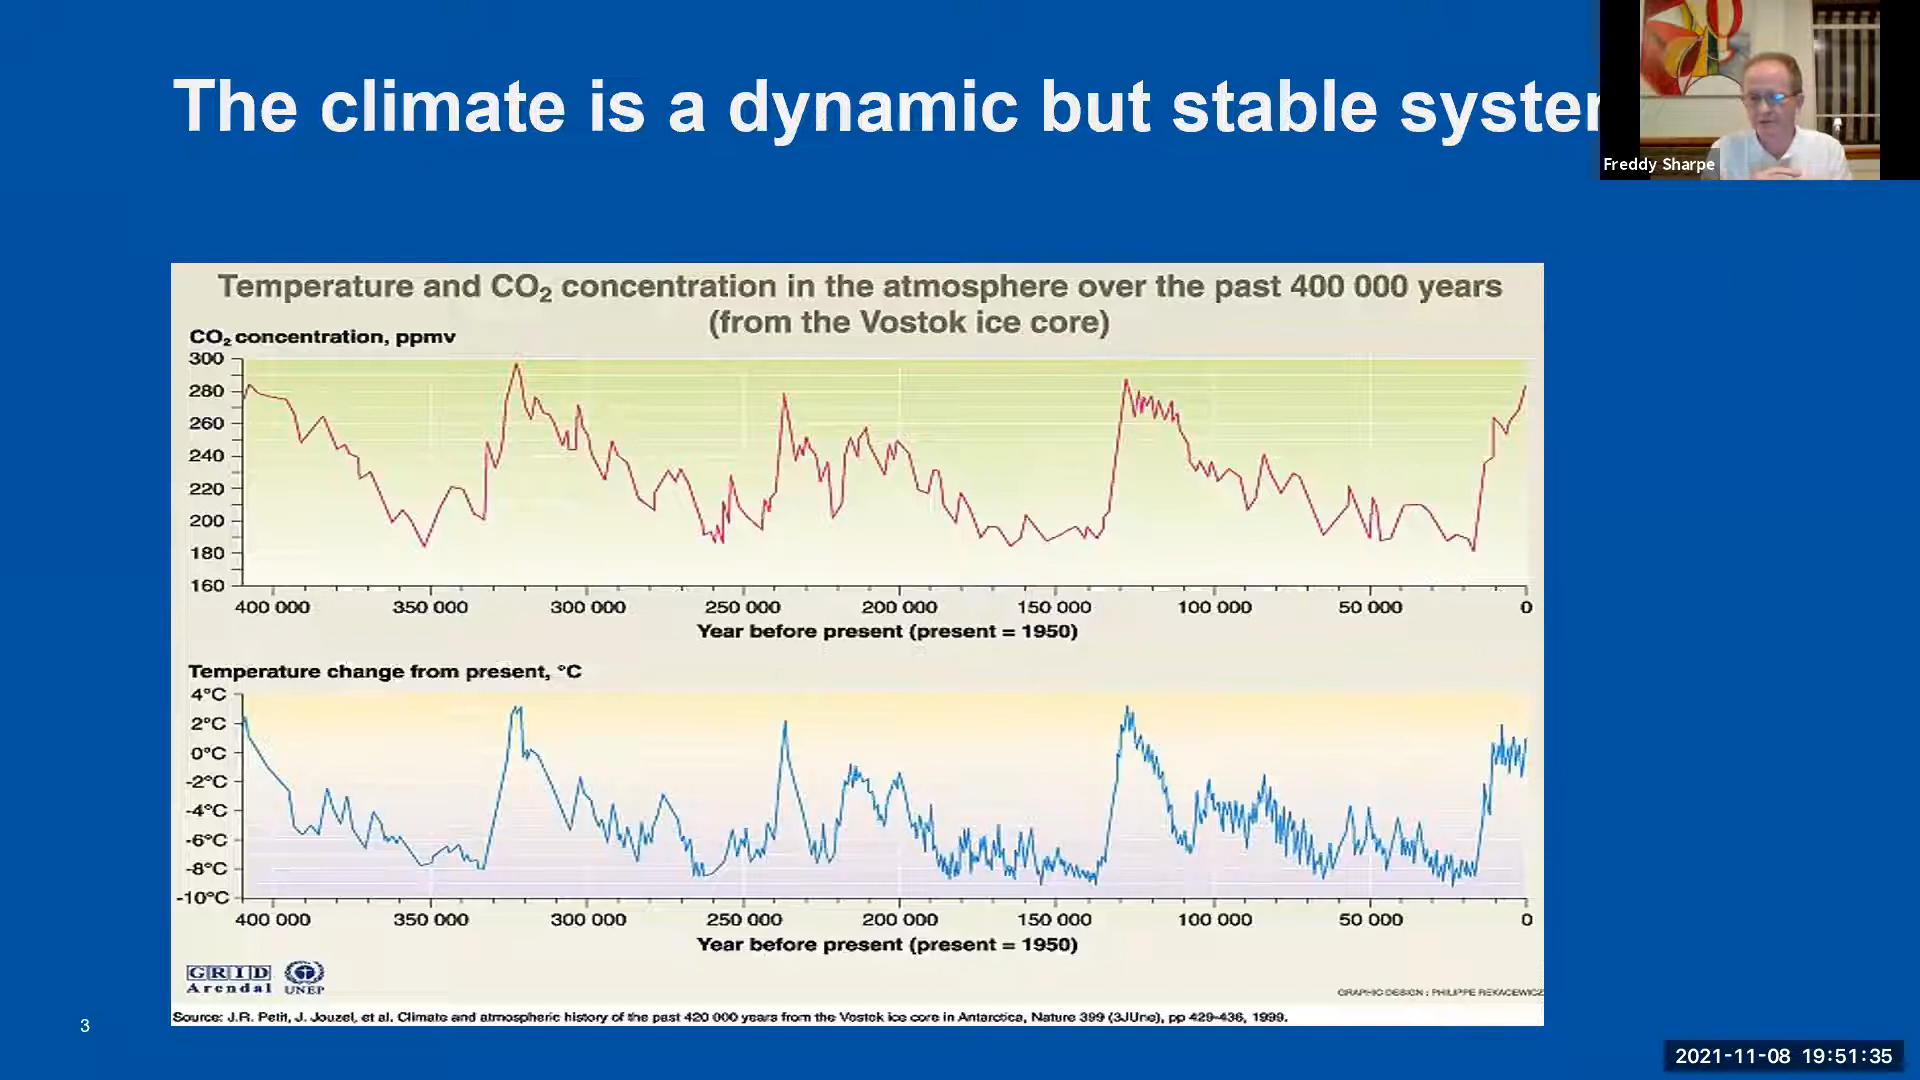 The climate is a dynamic but stable system
Freddy Sharpe
Temperature and CO₂ concentration in the atmosphere over the past 400 000 years
(from the Vostok ice core)
CO₂ concentration, ppmv
300
280
260
240
220
200
180
160
400 000 350 000 300 000 250 000 200 000 150 000 100 000 50 000 0
Year before present (present = 1950)
Temperature change from present, °C
4°C
2°C
0°C
-2°C
-4°C
-6°C
-8°C
-10°C
400 000 350 000 300 000 250 000 200 000 150 000 100 000 50 000 0
Year before present (present = 1950)
GRID
Arendal UNEP
GRAPHIC DESIGN : PHILIPPE REKACEWICZ
Source: J.R. Petit, J. Jouzel, et al. Climate and atmospheric history of the past 420 000 years from the Vostok ice core in Antarctica, Nature 399 (3JUne), pp 429-436, 1999.
3
2021-11-08 19:51:35